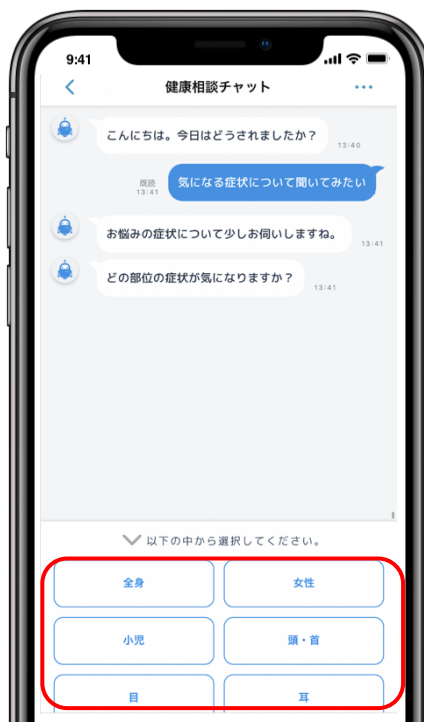 9:41
健康相談チャット
こんにちは。今日はどうされましたか？
13:40
気になる症状について聞いてみたい
既読
13:41
お悩みの症状について少しお伺いしますね。
13:41
どの部位の症状が気になりますか？
13:41
以下の中から選択してください。
全身
女性
小児
頭・首
目
耳